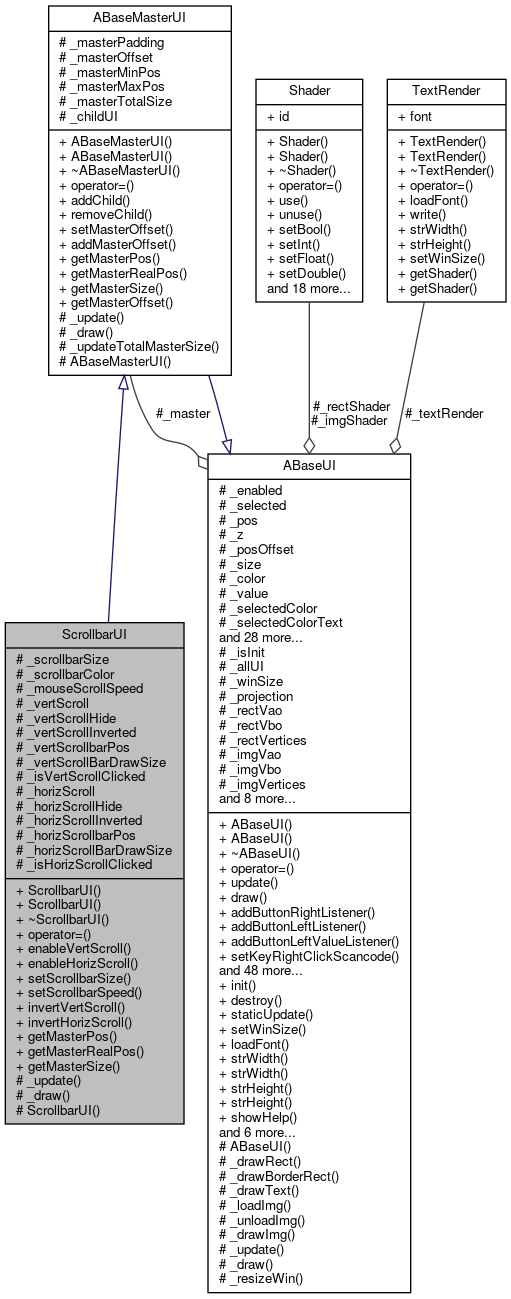 ABaseMasterUI
# _masterPadding
# _masterOffset
# _masterMinPos
# _masterMaxPos
# _masterTotalSize
# _childUI
+ ABaseMasterUI()
+ ABaseMasterUI()
+ ~ABaseMasterUI()
+ operator=()
+ addChild()
+ removeChild()
+ setMasterOffset()
+ addMasterOffset()
+ getMasterPos()
+ getMasterRealPos()
+ getMasterSize()
+ getMasterOffset()
# _update()
# _draw()
# _updateTotalMasterSize()
# ABaseMasterUI()
Shader
+ id
+ Shader()
+ Shader()
+ ~Shader()
+ operator=()
+ use()
+ unuse()
+ setBool()
+ setInt()
+ setFloat()
+ setDouble()
and 18 more...
TextRender
+ font
+ TextRender()
+ TextRender()
+ ~TextRender()
+ operator=()
+ loadFont()
+ write()
+ strWidth()
+ strHeight()
+ setWinSize()
+ getShader()
+ getShader()
#_master
#_rectShader
#_imgShader
#_textRender
ABaseUI
# _enabled
# _selected
# _pos
# _z
# _posOffset
# _size
# _color
# _value
# _selectedColor
# _selectedColorText
and 28 more...
# _isInit
# _allUI
# _winSize
# _projection
# _rectVao
# _rectVbo
# _rectVertices
# _imgVao
# _imgVbo
# _imgVertices
and 8 more...
+ ABaseUI()
+ ABaseUI()
+ ~ABaseUI()
+ operator=()
+ update()
+ draw()
+ addButtonRightListener()
+ addButtonLeftListener()
+ addButtonLeftValueListener()
+ setKeyRightClickScancode()
and 48 more...
+ init()
+ destroy()
+ staticUpdate()
+ setWinSize()
+ loadFont()
+ strWidth()
+ strWidth()
+ strHeight()
+ strHeight()
+ showHelp()
and 6 more...
# ABaseUI()
# _drawRect()
# _drawBorderRect()
# _drawText()
# _loadImg()
# _unloadImg()
# _drawImg()
# _update()
# _draw()
# _resizeWin()
ScrollbarUI
# _scrollbarSize
# _scrollbarColor
# _mouseScrollSpeed
# _vertScroll
# _vertScrollHide
# _vertScrollInverted
# _vertScrollbarPos
# _vertScrollBarDrawSize
# _isVertScrollClicked
# _horizScroll
# _horizScrollHide
# _horizScrollInverted
# _horizScrollbarPos
# _horizScrollBarDrawSize
# _isHorizScrollClicked
+ ScrollbarUI()
+ ScrollbarUI()
+ ~ScrollbarUI()
+ operator=()
+ enableVertScroll()
+ enableHorizScroll()
+ setScrollbarSize()
+ setScrollbarSpeed()
+ invertVertScroll()
+ invertHorizScroll()
+ getMasterPos()
+ getMasterRealPos()
+ getMasterSize()
# _update()
# _draw()
# ScrollbarUI()